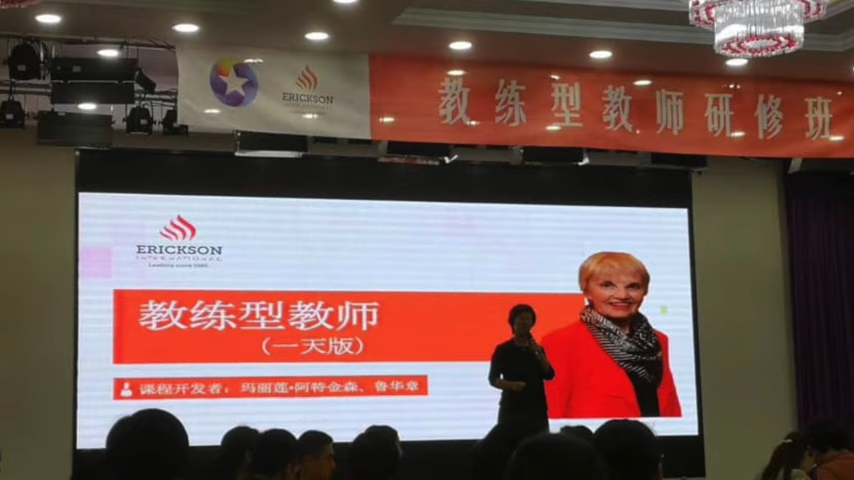 ERICKSON
教练型教师研修班
ERICKSON
INTERNATIONAL
教练型教师
（一天版）
课程开发者：玛丽莲·阿特金森、鲁华章